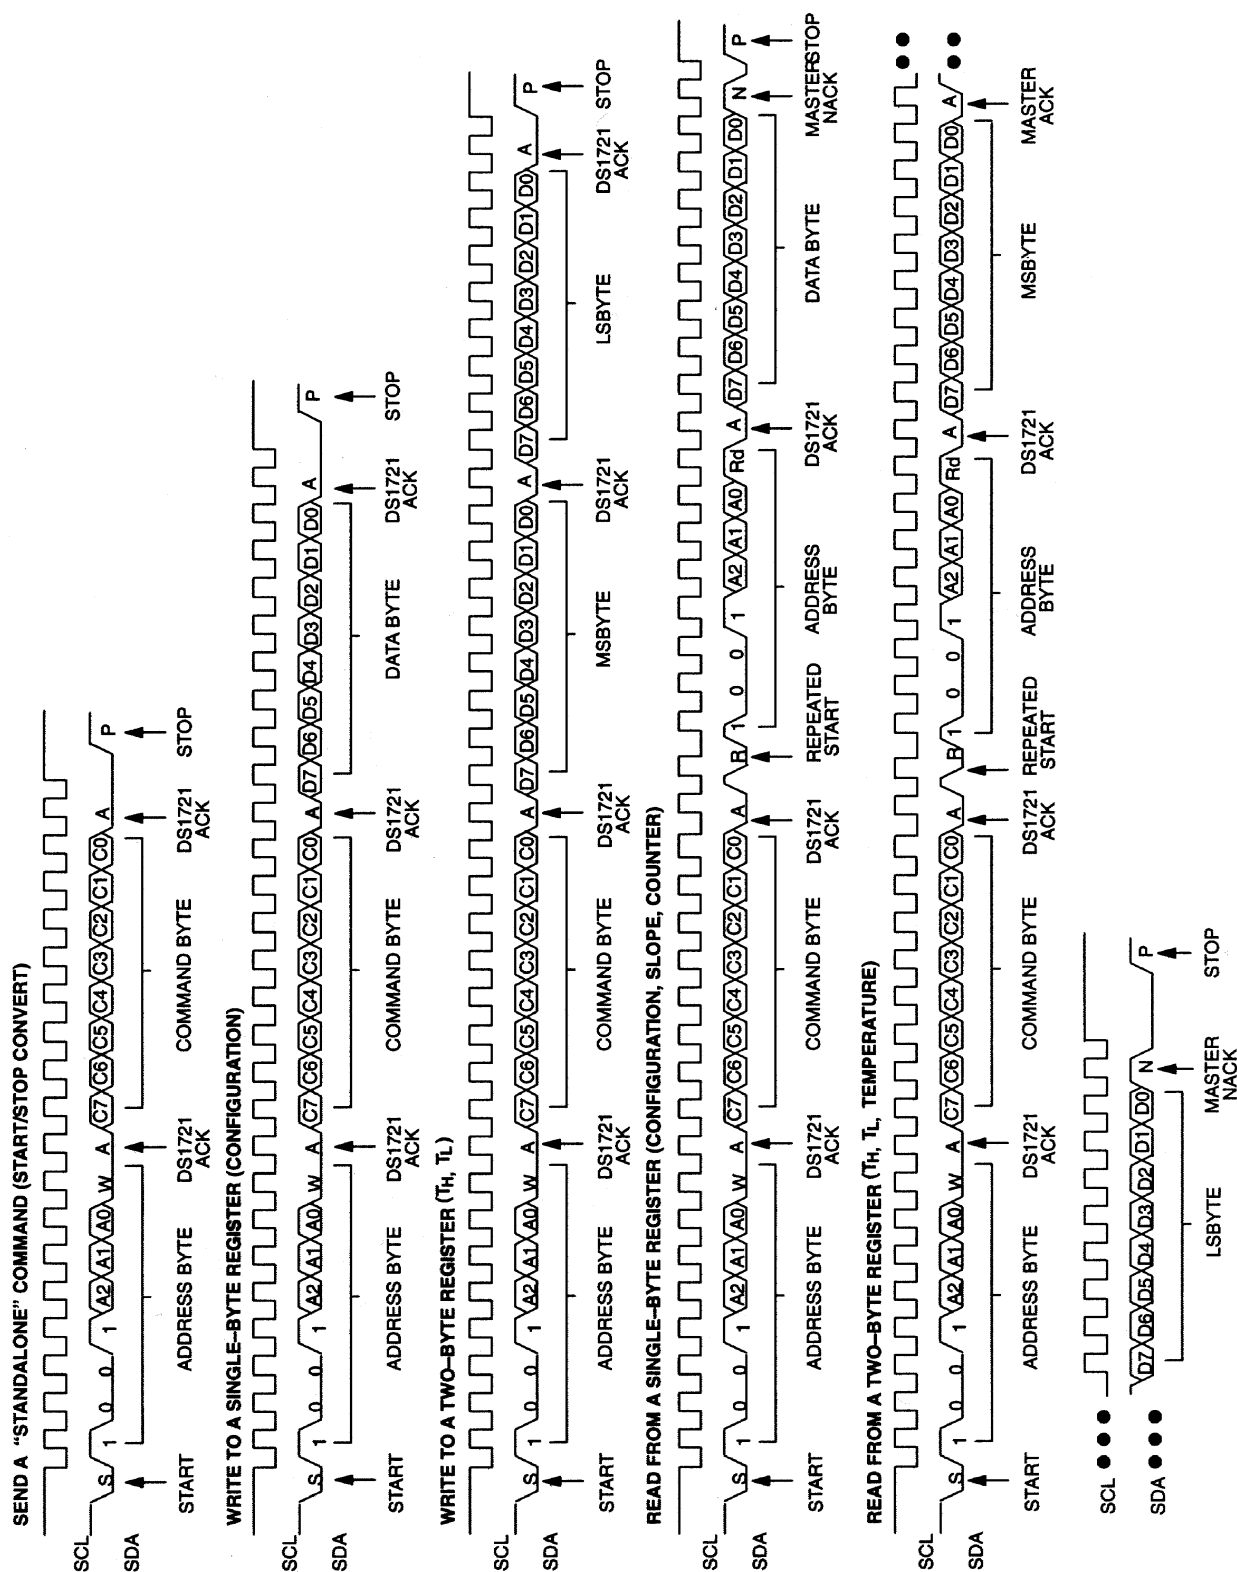 SEND A "STANDALONE" COMMAND (START/STOP CONVERT)
SCL
SDA
S 1 0 0 1 A2 A1 A0 W A C7 C6 C5 C4 C3 C2 C1 C0 A P
START ADDRESS BYTE DS1721 ACK COMMAND BYTE DS1721 ACK STOP
WRITE TO A SINGLE–BYTE REGISTER (CONFIGURATION)
SCL
SDA
S 1 0 0 1 A2 A1 A0 W A C7 C6 C5 C4 C3 C2 C1 C0 A D7 D6 D5 D4 D3 D2 D1 D0 A P
START ADDRESS BYTE DS1721 ACK COMMAND BYTE DS1721 ACK DATA BYTE DS1721 ACK STOP
WRITE TO A TWO–BYTE REGISTER (TH, TL)
S 1 0 0 1 A2 A1 A0 W A C7 C6 C5 C4 C3 C2 C1 C0 A D7 D6 D5 D4 D3 D2 D1 D0 A D7 D6 D5 D4 D3 D2 D1 D0 A P
SCL
SDA
START ADDRESS BYTE DS1721 ACK COMMAND BYTE DS1721 ACK MSBYTE DS1721 ACK LSBYTE DS1721 ACK STOP
READ FROM A SINGLE–BYTE REGISTER (CONFIGURATION, SLOPE, COUNTER)
SCL
SDA
S 1 0 0 1 A2 A1 A0 W A C7 C6 C5 C4 C3 C2 C1 C0 A R 1 0 0 1 A2 A1 A0 Rd A D7 D6 D5 D4 D3 D2 D1 D0 N P
START ADDRESS BYTE DS1721 ACK COMMAND BYTE DS1721 ACK REPEATED START ADDRESS BYTE DS1721 ACK DATA BYTE MASTER NACK STOP
READ FROM A TWO–BYTE REGISTER (TH, TL, TEMPERATURE)
SCL
SDA
S 1 0 0 1 A2 A1 A0 W A C7 C6 C5 C4 C3 C2 C1 C0 A R 1 0 0 1 A2 A1 A0 Rd A D7 D6 D5 D4 D3 D2 D1 D0 A
START ADDRESS BYTE DS1721 ACK COMMAND BYTE DS1721 ACK REPEATED START ADDRESS BYTE DS1721 ACK MSBYTE MASTER ACK
SCL
SDA
D7 D6 D5 D4 D3 D2 D1 D0 N P
LSBYTE MASTER NACK STOP